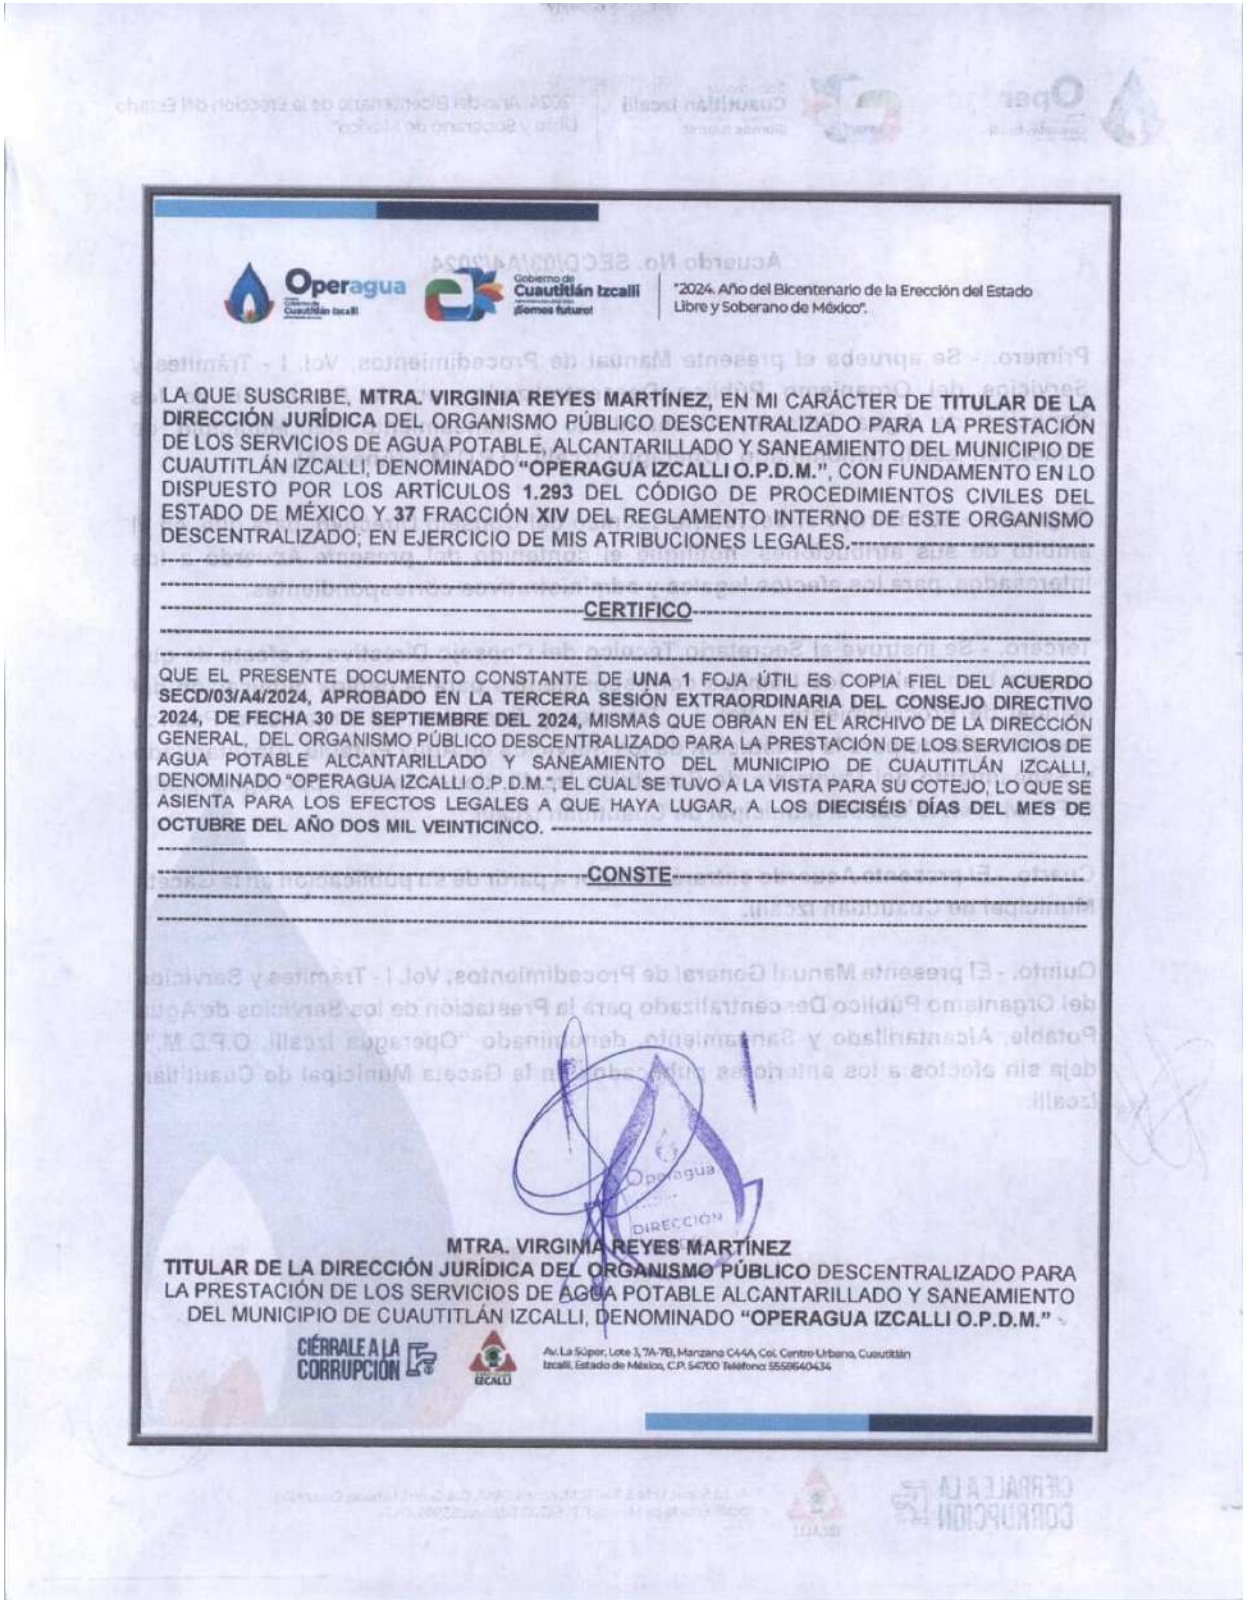 Operagua
Gobierno de
Cuautitlán Izcalli
Gobierno de
Cuautitlán Izcalli
¡Somos futuro!
"2024. Año del Bicentenario de la Erección del Estado
Libre y Soberano de México".
LA QUE SUSCRIBE, MTRA. VIRGINIA REYES MARTÍNEZ, EN MI CARÁCTER DE TITULAR DE LA
DIRECCIÓN JURÍDICA DEL ORGANISMO PÚBLICO DESCENTRALIZADO PARA LA PRESTACIÓN
DE LOS SERVICIOS DE AGUA POTABLE, ALCANTARILLADO Y SANEAMIENTO DEL MUNICIPIO DE
CUAUTITLÁN IZCALLI, DENOMINADO "OPERAGUA IZCALLI O.P.D.M.", CON FUNDAMENTO EN LO
DISPUESTO POR LOS ARTÍCULOS 1.293 DEL CÓDIGO DE PROCEDIMIENTOS CIVILES DEL
ESTADO DE MÉXICO Y 37 FRACCIÓN XIV DEL REGLAMENTO INTERNO DE ESTE ORGANISMO
DESCENTRALIZADO; EN EJERCICIO DE MIS ATRIBUCIONES LEGALES.
CERTIFICO
QUE EL PRESENTE DOCUMENTO CONSTANTE DE UNA 1 FOJA ÚTIL ES COPIA FIEL DEL ACUERDO
SECD/03/A4/2024, APROBADO EN LA TERCERA SESIÓN EXTRAORDINARIA DEL CONSEJO DIRECTIVO
2024, DE FECHA 30 DE SEPTIEMBRE DEL 2024, MISMAS QUE OBRAN EN EL ARCHIVO DE LA DIRECCIÓN
GENERAL, DEL ORGANISMO PÚBLICO DESCENTRALIZADO PARA LA PRESTACIÓN DE LOS SERVICIOS DE
AGUA POTABLE ALCANTARILLADO Y SANEAMIENTO DEL MUNICIPIO DE CUAUTITLÁN IZCALLI,
DENOMINADO "OPERAGUA IZCALLI O.P.D.M.", EL CUAL SE TUVO A LA VISTA PARA SU COTEJO, LO QUE SE
ASIENTA PARA LOS EFECTOS LEGALES A QUE HAYA LUGAR, A LOS DIECISÉIS DÍAS DEL MES DE
OCTUBRE DEL AÑO DOS MIL VEINTICINCO.
CONSTE
Operagua
DIRECCIÓN
MTRA. VIRGINIA REYES MARTÍNEZ
TITULAR DE LA DIRECCIÓN JURÍDICA DEL ORGANISMO PÚBLICO DESCENTRALIZADO PARA
LA PRESTACIÓN DE LOS SERVICIOS DE AGUA POTABLE ALCANTARILLADO Y SANEAMIENTO
DEL MUNICIPIO DE CUAUTITLÁN IZCALLI, DENOMINADO "OPERAGUA IZCALLI O.P.D.M."
CIÉRRALE A LA
CORRUPCIÓN
IZCALLI
Av. La Súper, Lote 3, 7A-7B, Manzana C44A, Col. Centro Urbano, Cuautitlán
Izcalli, Estado de México, C.P. 54700 Teléfono: 5558640434